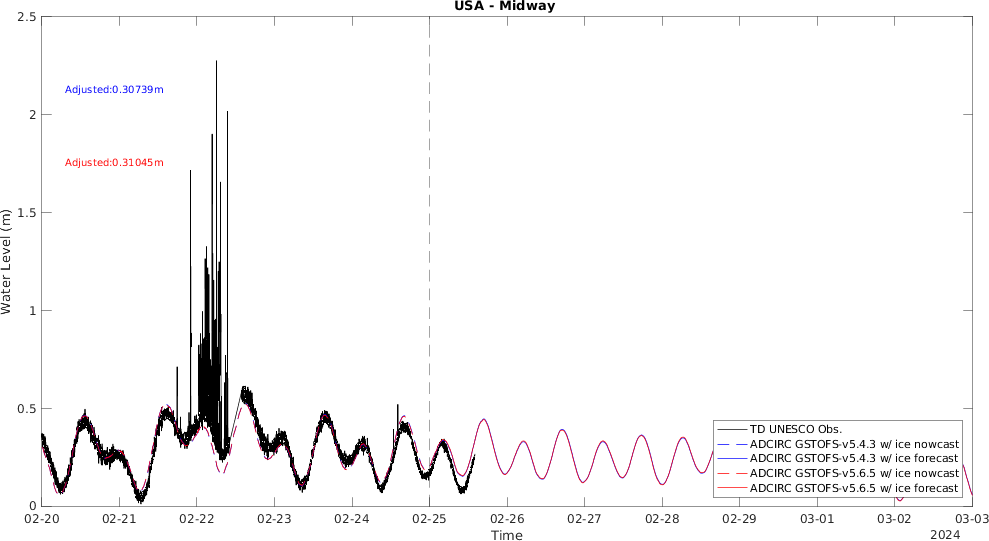 USA - Midway
2.5
2
1.5
1
0.5
0
Water Level (m)
Adjusted:0.30739m
Adjusted:0.31045m
TD UNESCO Obs.
ADCIRC GSTOFS-v5.4.3 w/ ice nowcast
ADCIRC GSTOFS-v5.4.3 w/ ice forecast
ADCIRC GSTOFS-v5.6.5 w/ ice nowcast
ADCIRC GSTOFS-v5.6.5 w/ ice forecast
02-20 02-21 02-22 02-23 02-24 02-25 02-26 02-27 02-28 02-29 03-01 03-02 03-03
Time
2024